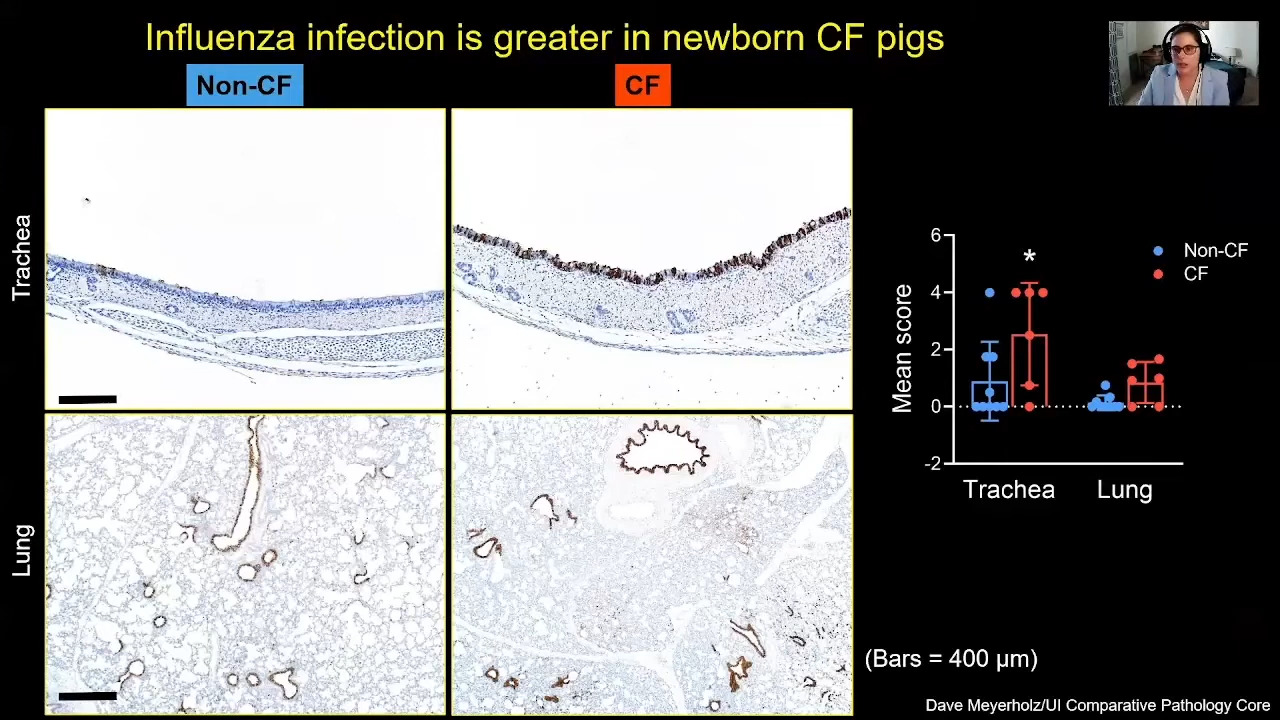 Influenza infection is greater in newborn CF pigs
Non-CF
CF
Trachea
Lung
6
4
2
0
-2
Mean score
*
Non-CF
CF
Trachea
Lung
(Bars = 400 µm)
Dave Meyerholz/UI Comparative Pathology Core